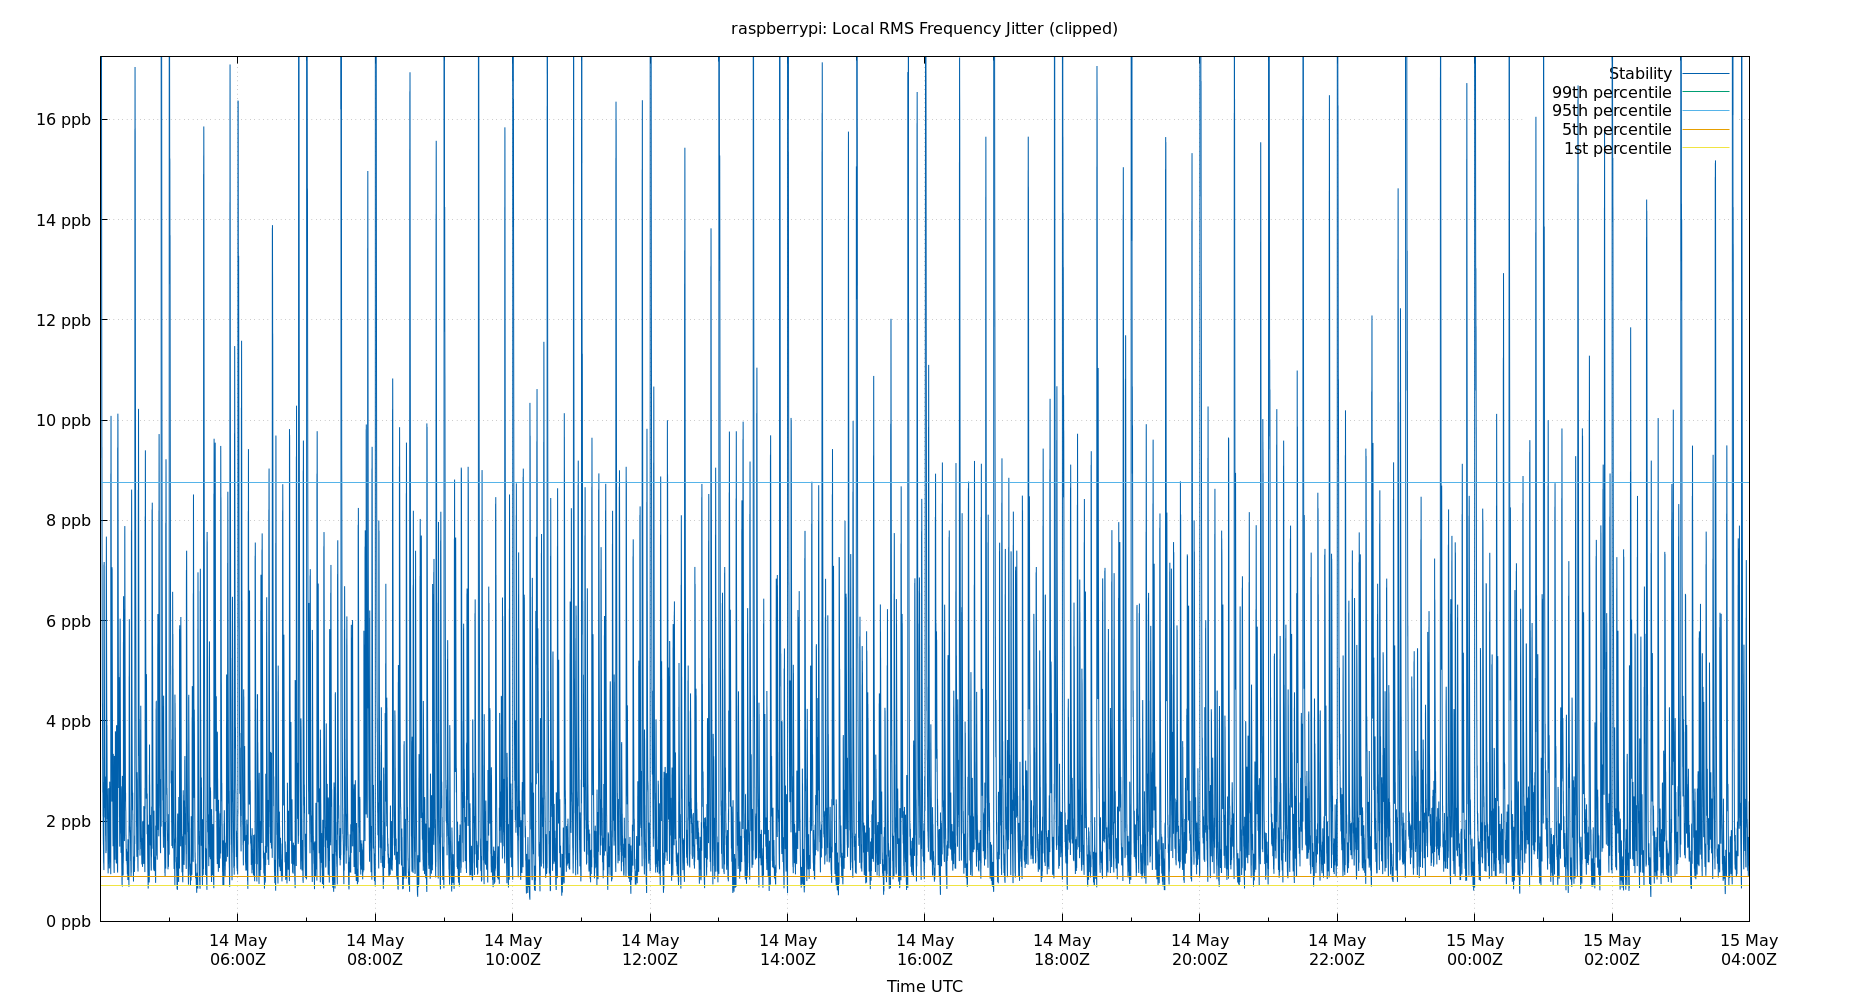 raspberrypi: Local RMS Frequency Jitter (clipped)
Stability
99th percentile
95th percentile
5th percentile
1st percentile
16 ppb
14 ppb
12 ppb
10 ppb
8 ppb
6 ppb
4 ppb
2 ppb
0 ppb
14 May 14 May 14 May 14 May 14 May 14 May 14 May 14 May 14 May 15 May 15 May 15 May
06:00Z 08:00Z 10:00Z 12:00Z 14:00Z 16:00Z 18:00Z 20:00Z 22:00Z 00:00Z 02:00Z 04:00Z
Time UTC